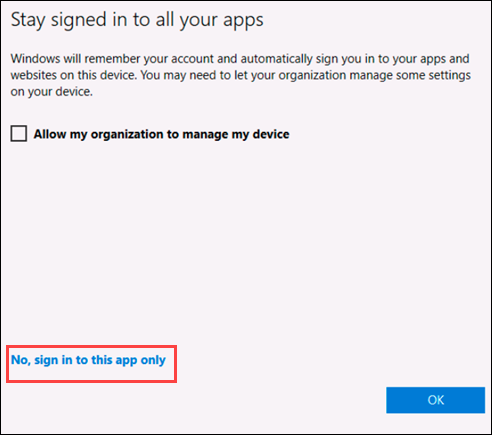 Stay signed in to all your apps
Windows will remember your account and automatically sign you in to your apps and
websites on this device. You may need to let your organization manage some settings
on your device.
Allow my organization to manage my device
No, sign in to this app only
OK